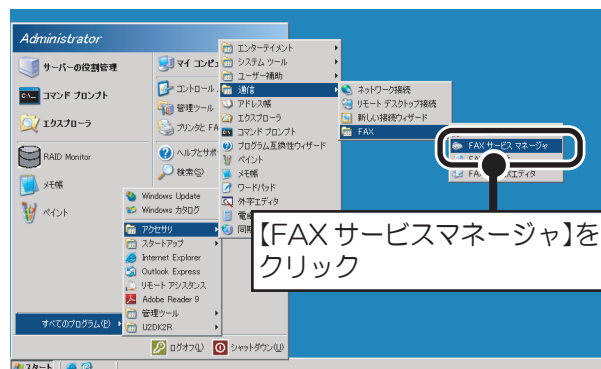 Administrator
サーバーの役割管理
コマンド プロンプト
エクスプローラ
RAID Monitor
メモ帳
ペイント
すべてのプログラム(P)
マイ コンピ
コントロール
管理ツール
プリンタと FA
ヘルプとサポ
検索(S)
Windows Update
Windows カタログ
アクセサリ
スタートアップ
Internet Explorer
Outlook Express
リモート アシスタンス
Adobe Reader 9
管理ツール
U2DK2R
エンターテイメント
システム ツール
ユーザー補助
通信
アドレス帳
エクスプローラ
コマンド プロンプト
プログラム互換性ウィザード
ペイント
メモ帳
ワードパッド
外字エディタ
電
同期
ネットワーク接続
リモート デスクトップ接続
新しい接続ウィザード
FAX
FAX サービス マネージャ
FA
FA
スエディタ
【FAX サービスマネージャ】を
クリック
ログオフ(L)
シャットダウン(U)
スタート